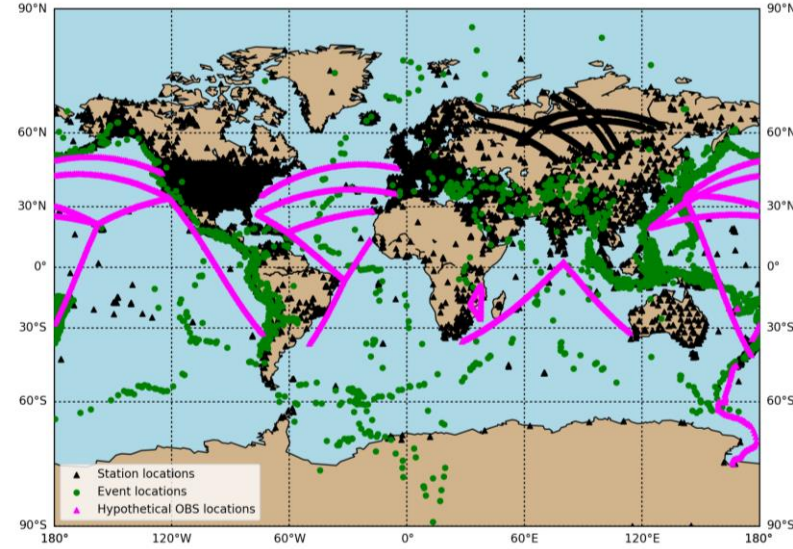 90°N 90°N
60°N 60°N
30°N 30°N
0° 0°
30°S 30°S
60°S 60°S
Station locations
Event locations
Hypothetical OBS locations
90°S 90°S
180° 120°W 60°W 0° 60°E 120°E 180°